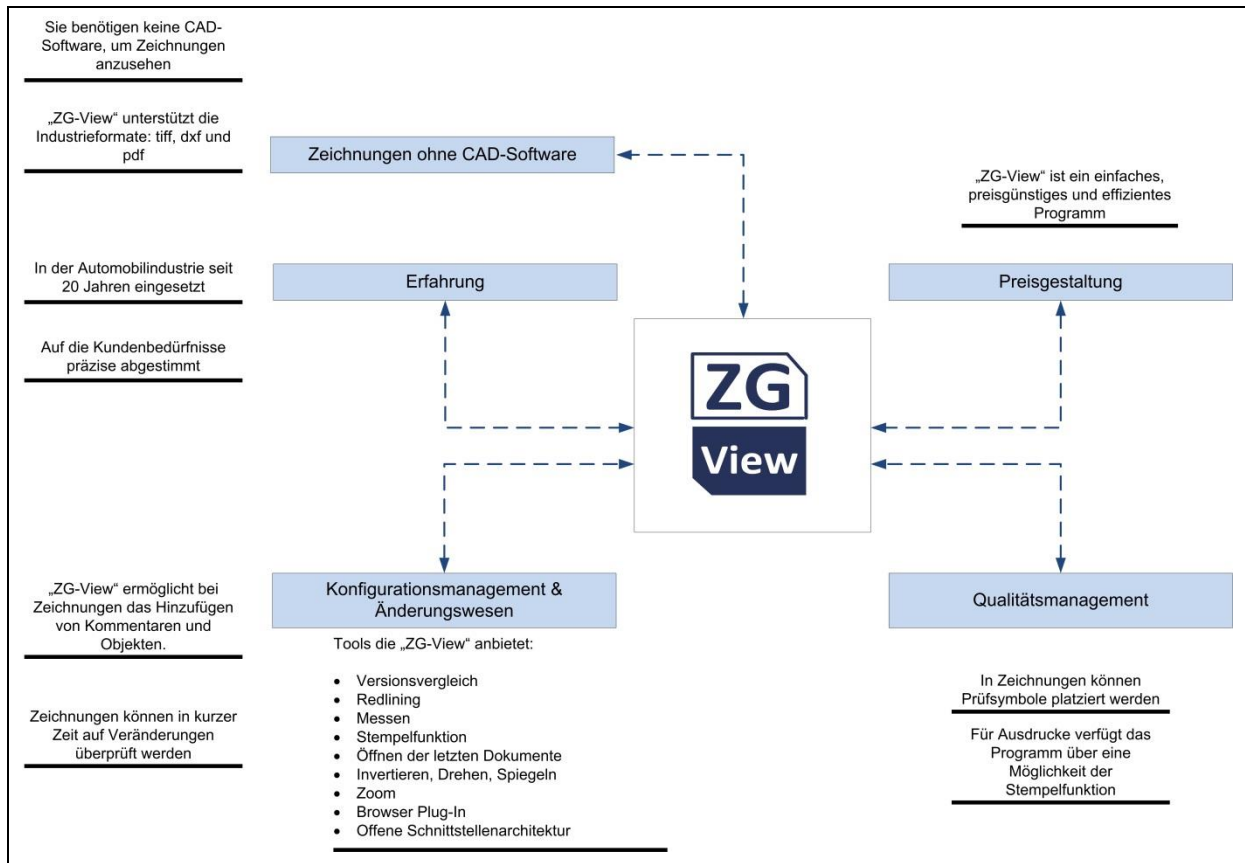 Sie benötigen keine CAD-
Software, um Zeichnungen
anzusehen
„ZG-View“ unterstützt die
Industrieformate: tiff, dxf und
pdf
Zeichnungen ohne CAD-Software
„ZG-View“ ist ein einfaches,
preisgünstiges und effizientes
Programm
In der Automobilindustrie seit
20 Jahren eingesetzt
Erfahrung
Preisgestaltung
Auf die Kundenbedürfnisse
präzise abgestimmt
ZG
View
„ZG-View“ ermöglicht bei
Zeichnungen das Hinzufügen
von Kommentaren und
Objekten.
Konfigurationsmanagement &
Änderungswesen
Qualitätsmanagement
Zeichnungen können in kurzer
Zeit auf Veränderungen
überprüft werden
Tools die „ZG-View“ anbietet:
• Versionsvergleich
• Redlining
• Messen
• Stempelfunktion
• Öffnen der letzten Dokumente
• Invertieren, Drehen, Spiegeln
• Zoom
• Browser Plug-In
• Offene Schnittstellenarchitektur
In Zeichnungen können
Prüfsymbole platziert werden
Für Ausdrucke verfügt das
Programm über eine
Möglichkeit der
Stempelfunktion